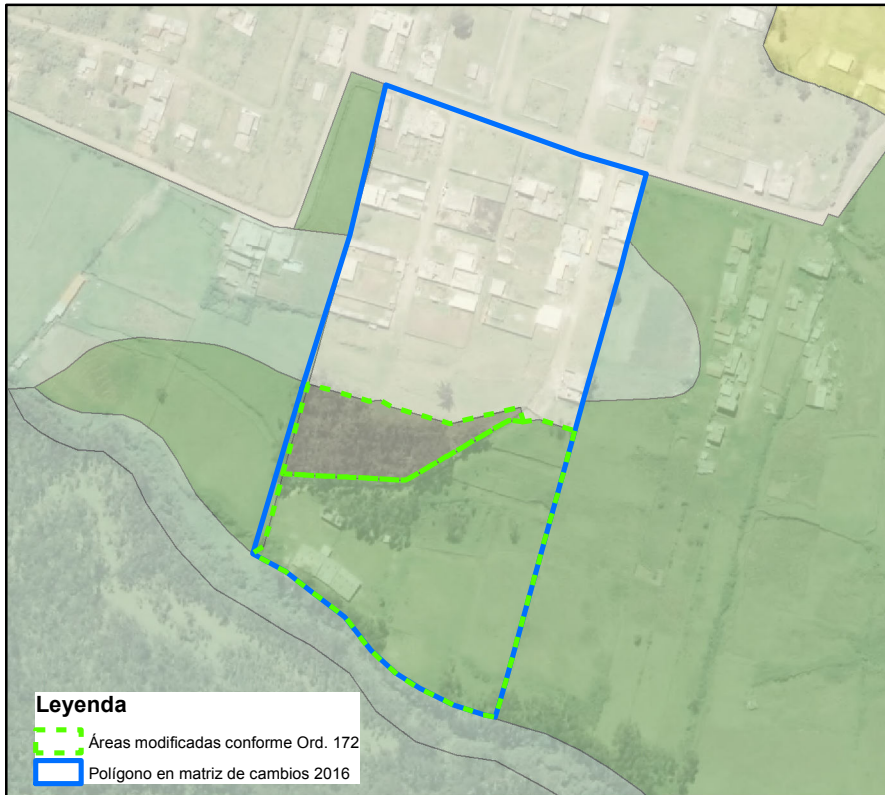 Leyenda
Áreas modificadas conforme Ord. 172
Polígono en matriz de cambios 2016